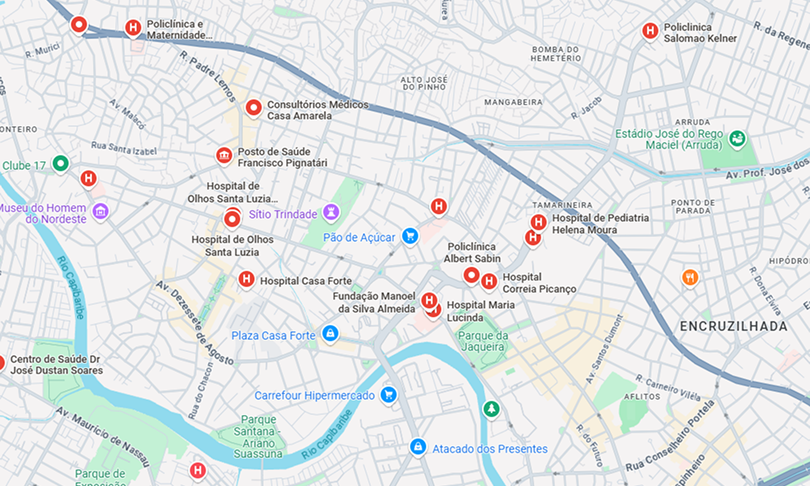 Policlínica e
Maternidade...
Policlinica
Salomao Kelner
R. da Regene
R. Murici
R. Padre Lemos
BOMBA DO
HEMETÉRIO
ALTO JOSÉ
DO PINHO
MANGABEIRA
R. Jacob
Av. Malaco
Consultórios Médicos
Casa Amarela
ARRUDA
Estádio José do Rego
Maciel (Arruda)
ONTEIRO
Rua Santa Izabel
Posto de Saúde
Francisco Pignatári
Clube 17
Av. Prof. José dos
Hospital de
Olhos Santa Luzia...
Museu do Homem
do Nordeste
Sítio Trindade
TAMARINEIRA
PONTO DE
PARADA
Hospital de Pediatria
Helena Moura
Pão de Açúcar
Hospital de Olhos
Santa Luzia
Policlínica
Albert Sabin
HIPÓDRO
Rio Capibaribe
Hospital Casa Forte
Hospital
Correia Picanço
R. Dona Elvira
Av. Dezessete de Agosto
Fundação Manoel
da Silva Almeida
Hospital Maria
Lucinda
ENCRUZILHADA
Plaza Casa Forte
Parque da
Jaqueira
Av. Santos Dumont
Centro de Saúde Dr
José Dustan Soares
Rua do Chacon
Carrefour Hipermercado
R. Carneiro Viléla
AFLITOS
Av. Maurício de Nassau
Parque
Santana
Ariano
Suassuna
Rio Capibaribe
Atacado dos Presentes
R. do Futuro
Rua Conselheiro Portela
Espinheiro
Parque de
Exposição